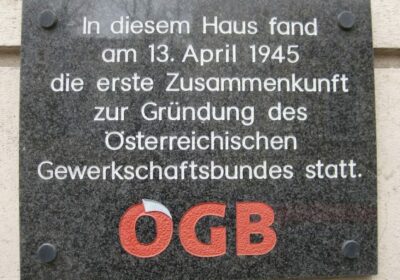 In diesem Haus fand
am 13. April 1945
die erste Zusammenkunft
zur Gründung des
Österreichischen
Gewerkschaftsbundes statt.
ÖGB